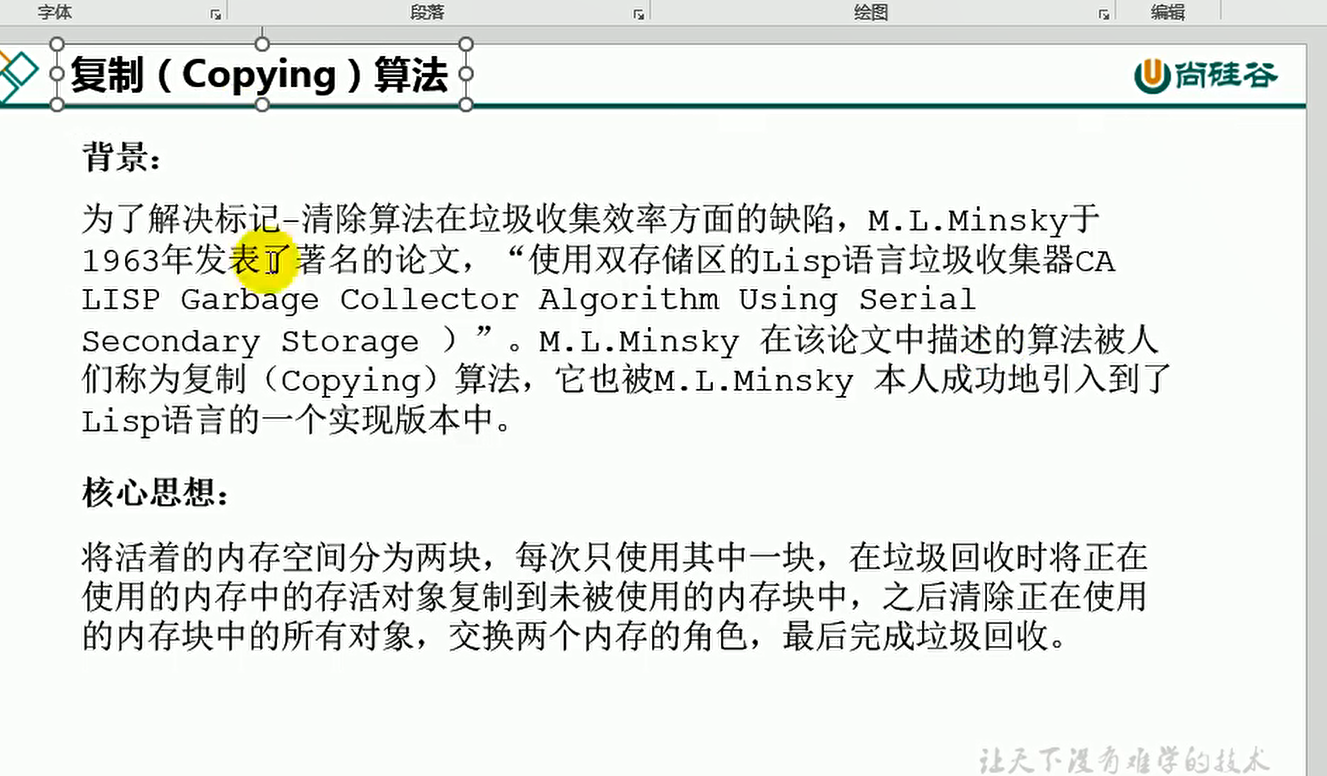 字体 段落 绘图 编辑
复制（Copying）算法
尚硅谷
背景：
为了解决标记-清除算法在垃圾收集效率方面的缺陷，M.L.Minsky于
1963年发表了著名的论文，“使用双存储区的Lisp语言垃圾收集器CA
LISP Garbage Collector Algorithm Using Serial
Secondary Storage ）”。M.L.Minsky 在该论文中描述的算法被人
们称为复制（Copying）算法，它也被M.L.Minsky 本人成功地引入到了
Lisp语言的一个实现版本中。
核心思想：
将活着的内存空间分为两块，每次只使用其中一块，在垃圾回收时将正在
使用的内存中的存活对象复制到未被使用的内存块中，之后清除正在使用
的内存块中的所有对象，交换两个内存的角色，最后完成垃圾回收。
让天下没有难学的技术